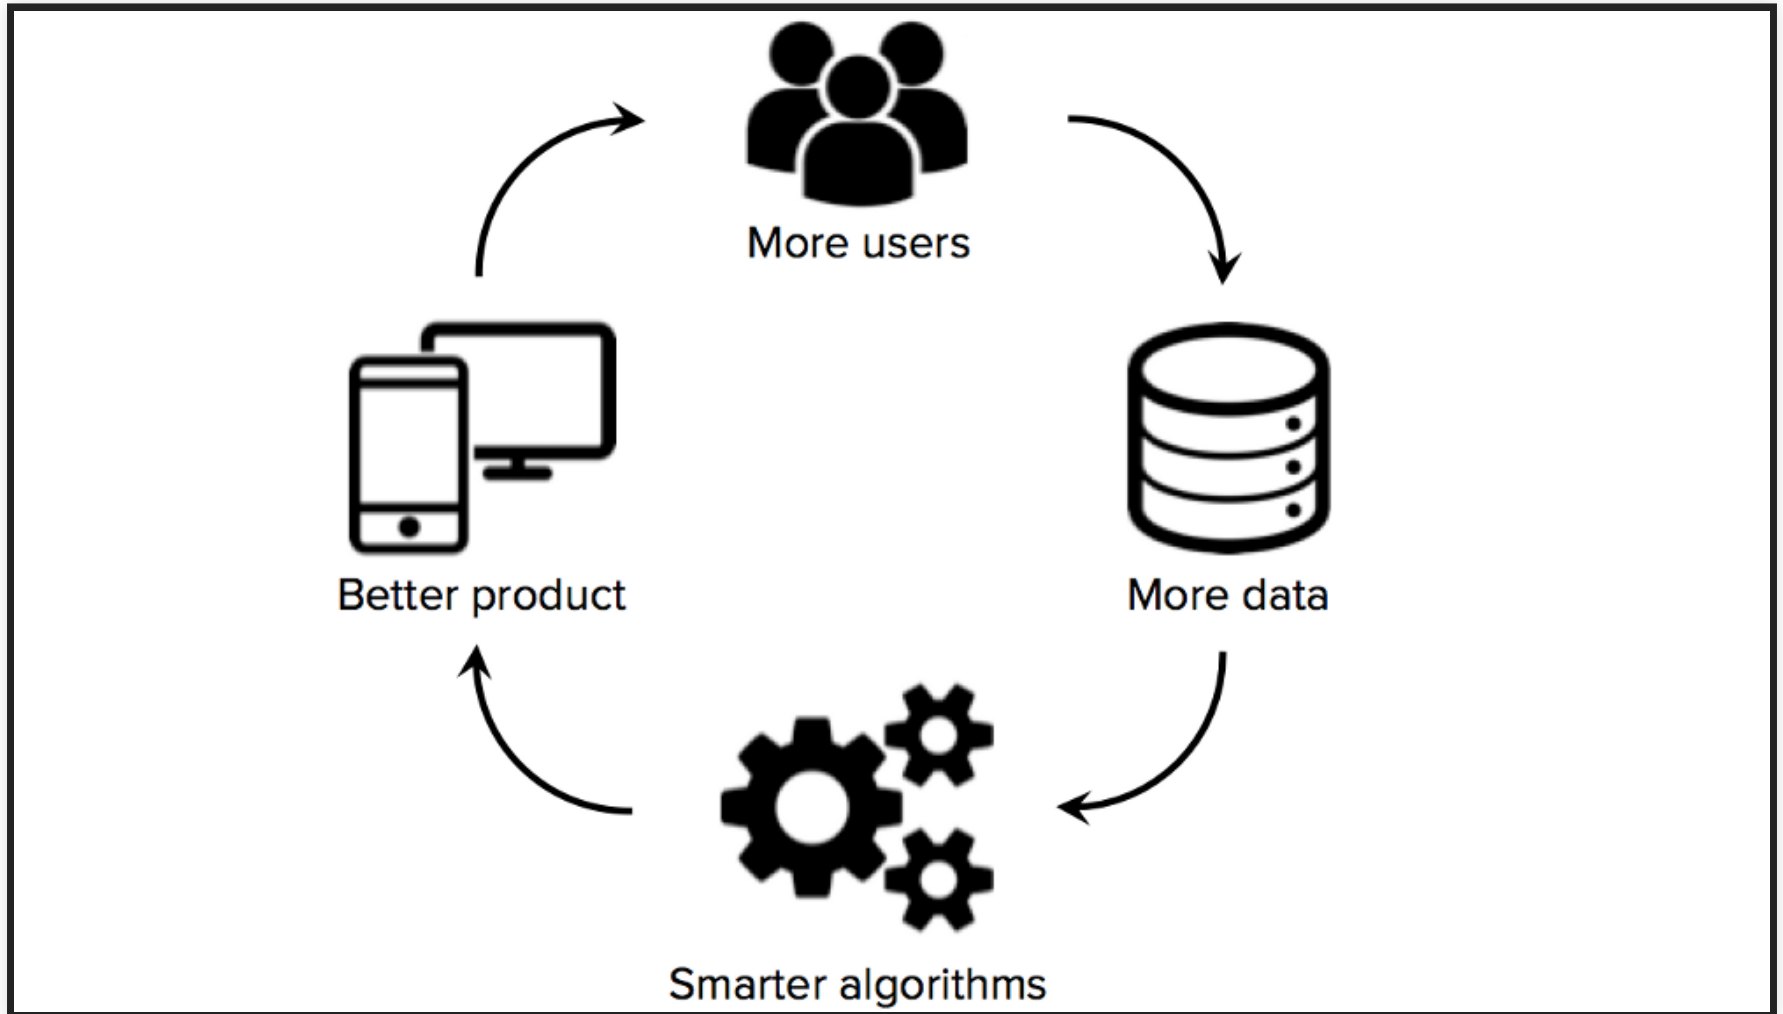 More users
Better product
More data
Smarter algorithms